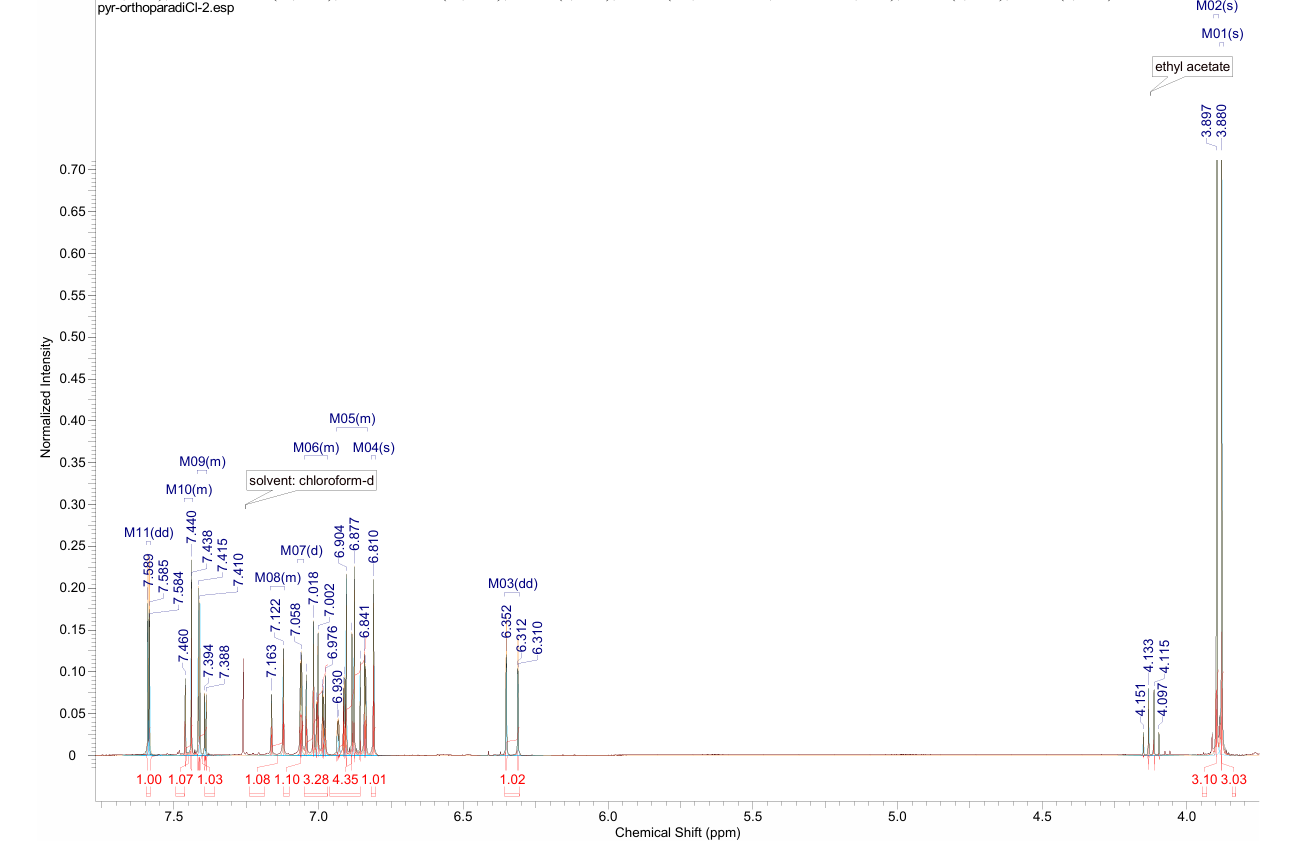 pyr-orthoparadiCl-2.esp
M02(s)
M01(s)
ethyl acetate
3.897
3.880
0.70
0.65
0.60
0.55
0.50
0.45
0.40
0.35
0.30
0.25
0.20
0.15
0.10
0.05
0
Normalized Intensity
M05(m)
M06(m)
M04(s)
M09(m)
solvent: chloroform-d
M10(m)
M11(dd)
M07(d)
M08(m)
M03(dd)
7.589
7.585
7.584
7.460
7.440
7.438
7.415
7.410
7.394
7.388
7.163
7.122
7.058
7.018
7.002
6.976
6.930
6.904
6.877
6.841
6.810
6.352
6.312
6.310
4.151
4.133
4.115
4.097
1.00 1.07 1.03 1.08 1.10 3.28 4.35 1.01 1.02 3.10 3.03
7.5 7.0 6.5 6.0 5.5 5.0 4.5 4.0
Chemical Shift (ppm)